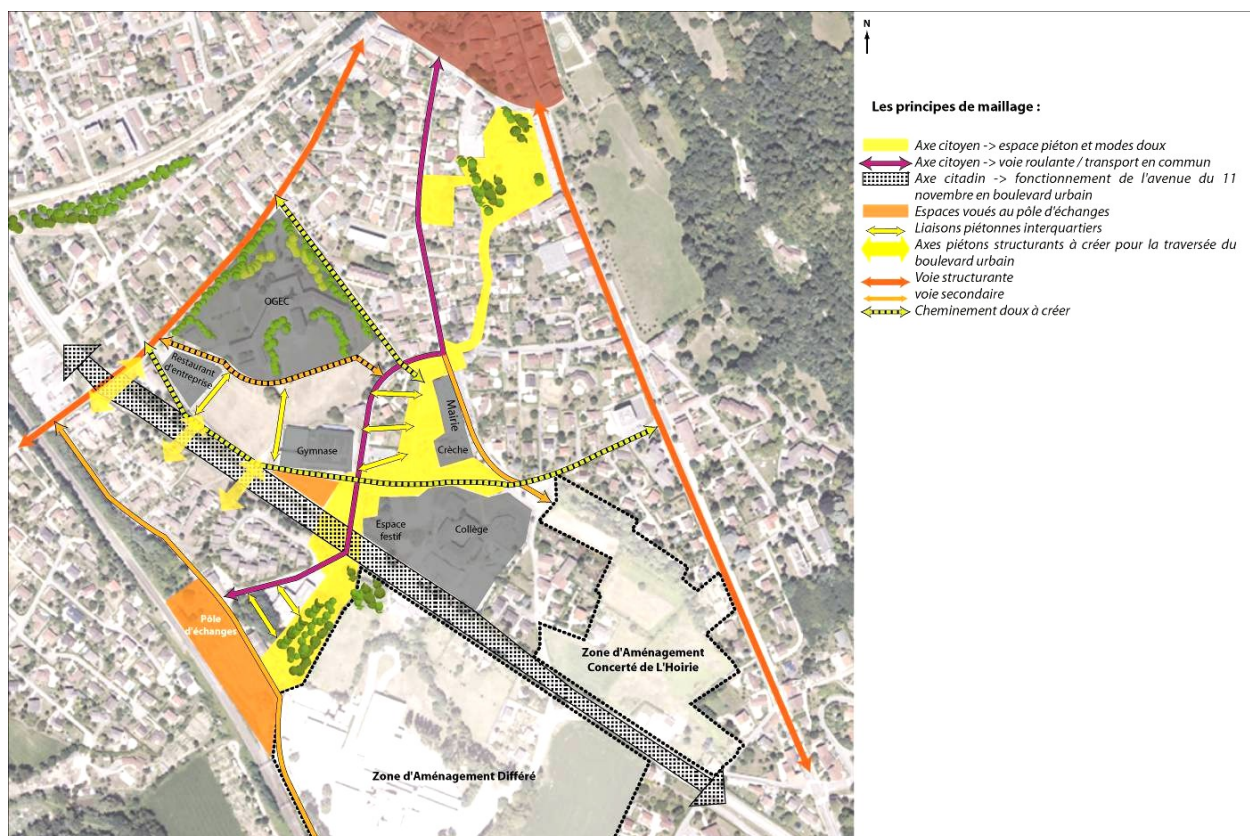 N
Les principes de maillage :
Axe citoyen -> espace piéton et modes doux
Axe citoyen -> voie roulante / transport en commun
Axe citadin -> fonctionnement de l'avenue du 11
novembre en boulevard urbain
Espaces voués au pôle d'échanges
Liaisons piétonnes interquartiers
Axes piétons structurants à créer pour la traversée du
boulevard urbain
Voie structurante
voie secondaire
Cheminement doux à créer
OGEC
Restaurant
d'entreprise
Gymnase
Mairie
Crèche
Espace
festif
Collège
Pôle
d'échanges
Zone d'Aménagement
Concerté de L'Hoirie
Zone d'Aménagement Différé